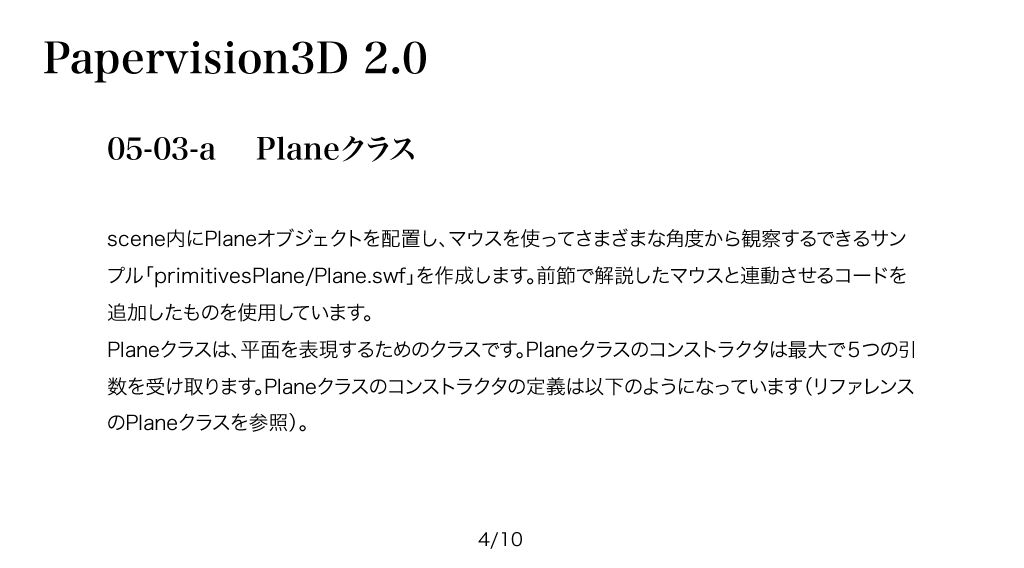 Papervision3D 2.0
05-03-a Planeクラス
scene内にPlaneオブジェクトを配置し、マウスを使ってさまざまな角度から観察するできるサン
プル「primitivesPlane/Plane.swf」を作成します。前節で解説したマウスと連動させるコードを
追加したものを使用しています。
Planeクラスは、平面を表現するためのクラスです。Planeクラスのコンストラクタは最大で5つの引
数を受け取ります。Planeクラスのコンストラクタの定義は以下のようになっています（リファレンス
のPlaneクラスを参照）。
4/10